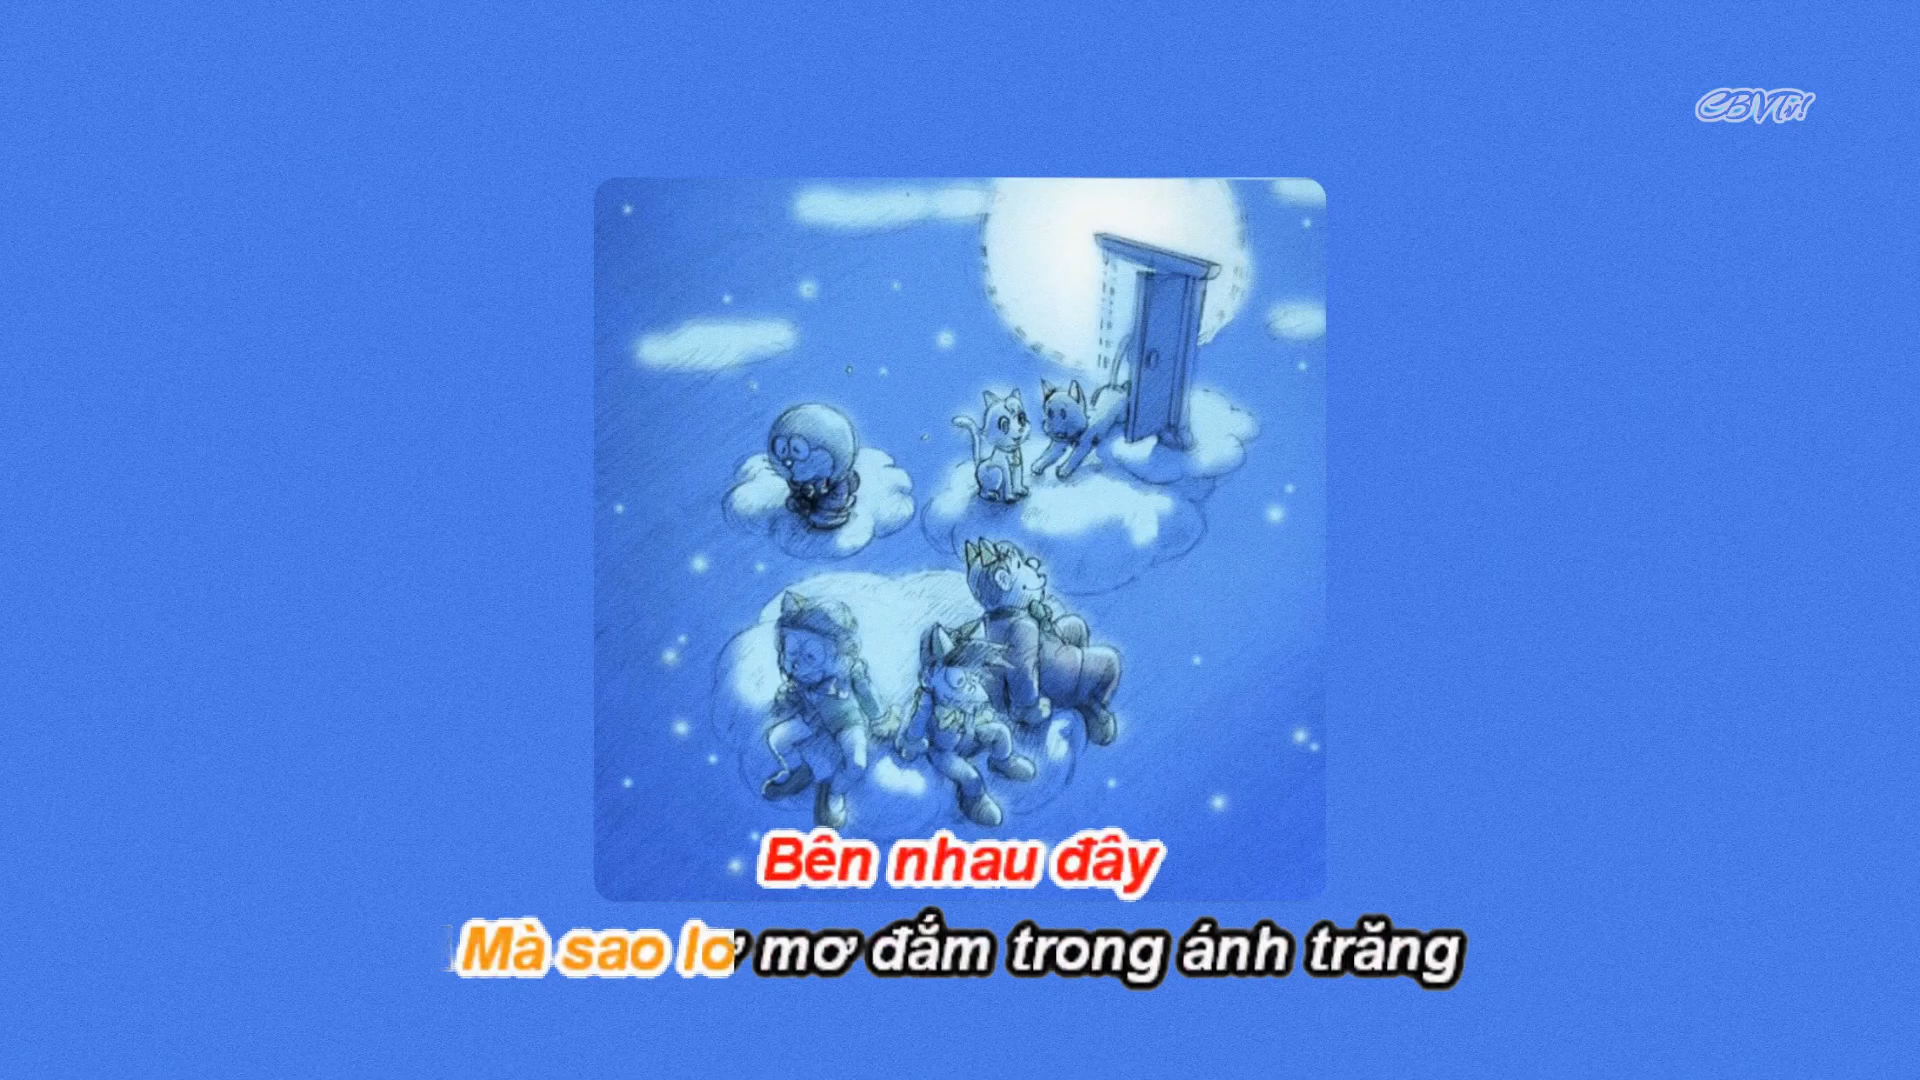 Bên nhau đây
Mà sao lơ mơ đắm trong ánh trăng